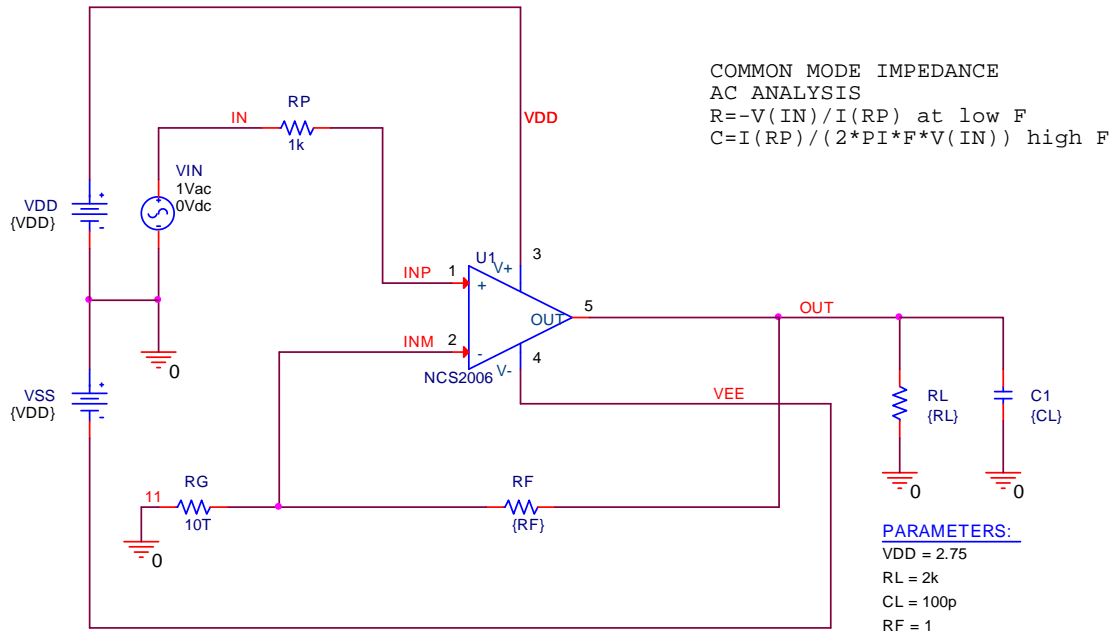 COMMON MODE IMPEDANCE
AC ANALYSIS
R=-V(IN)/I(RP) at low F
C=I(RP)/(2*PI*F*V(IN)) high F
RP
IN
1k
VDD
VIN
1Vac
0Vdc
VDD
{VDD}
U1
V+
3
INP
1
+
5
OUT
OUT
INM
2
-
4
V-
NCS2006
0
VSS
{VDD}
VEE
RL
{RL}
C1
{CL}
0
0
RG
11
10T
RF
{RF}
0
PARAMETERS:
VDD = 2.75
RL = 2k
CL = 100p
RF = 1